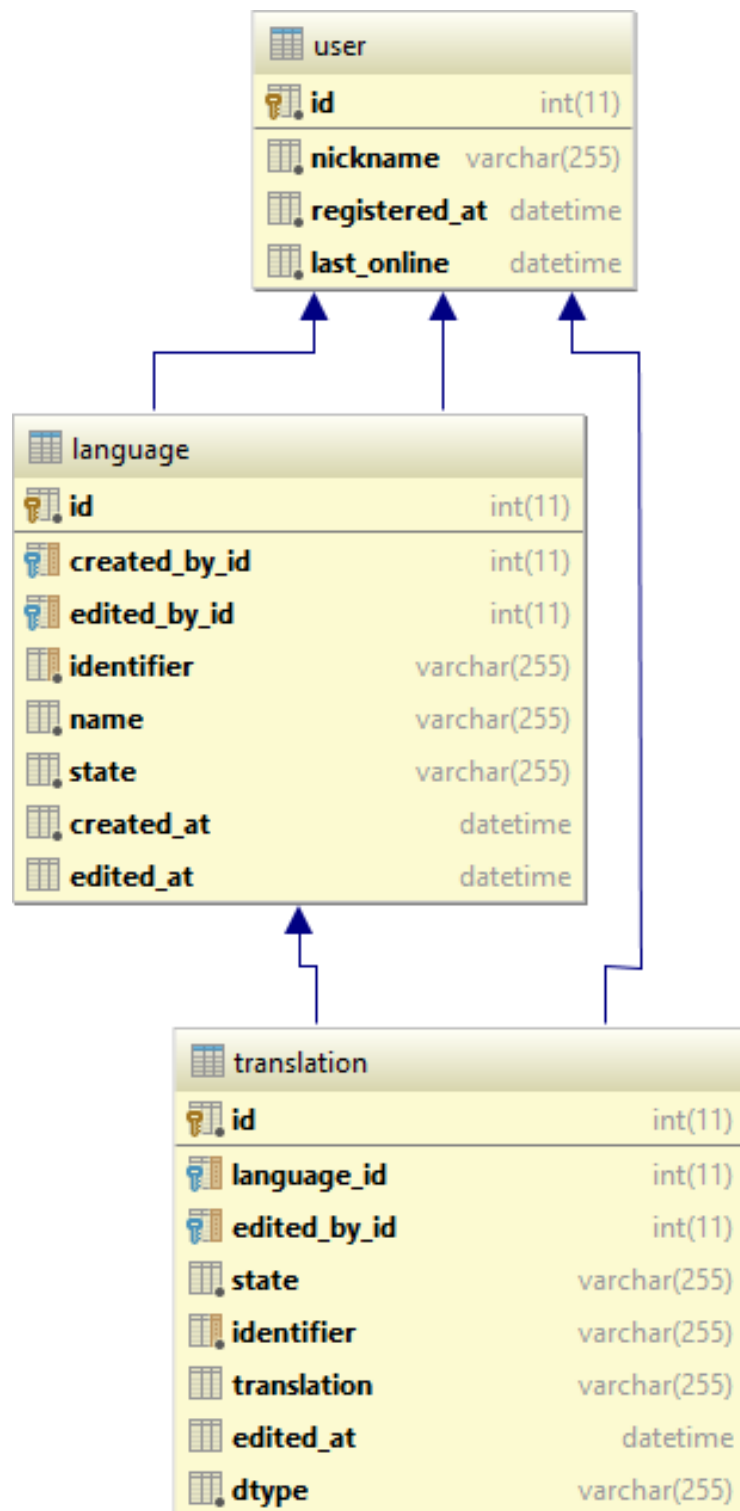 user
id int(11)
nickname varchar(255)
registered_at datetime
last_online datetime
language
id int(11)
created_by_id int(11)
edited_by_id int(11)
identifier varchar(255)
name varchar(255)
state varchar(255)
created_at datetime
edited_at datetime
translation
id int(11)
language_id int(11)
edited_by_id int(11)
state varchar(255)
identifier varchar(255)
translation varchar(255)
edited_at datetime
dtype varchar(255)